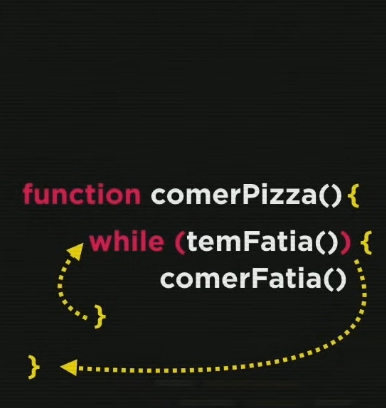 function comerPizza() {
while (temFatia()) {
comerFatia()
}
}